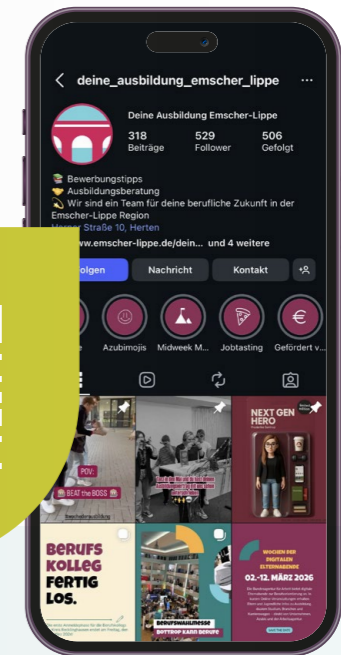 deine_ausbildung_emscher_lippe
Deine Ausbildung Emscher-Lippe
318 529 506
Beiträge Follower Gefolgt
Bewerbungstipps
Ausbildungsberatung
Wir sind ein Team für deine berufliche Zukunft in der
Emscher-Lippe Region
Straße 10, Herten
ww.emscher-lippe.de/dein... und 4 weitere
olgen Nachricht Kontakt
Azubimojis Midweek M... Jobtasting Gefördert v...
POV:
BEAT the BOSS
NEXT GEN
HERO
BERUFS
KOLLEG
FERTIG
LOS.
BERUFSWAHLMESSE
BOTTROP KANN BERUFE
WOCHEN DER
DIGITALEN
ELTERNABENDE
02.-12. MÄRZ 2026